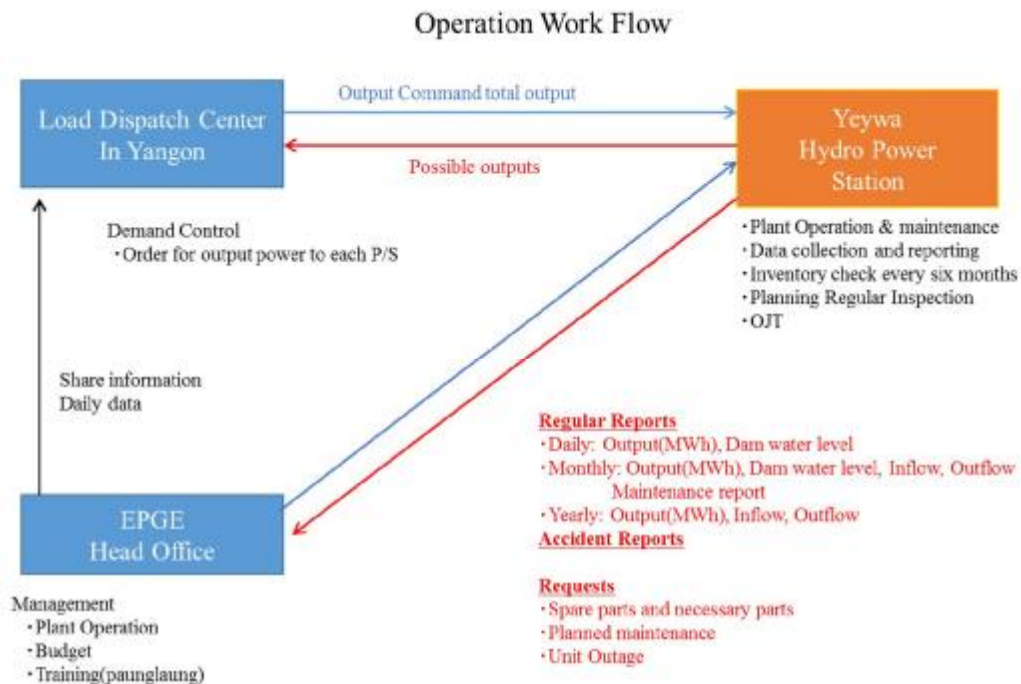 Operation Work Flow
Load Dispatch Center
In Yangon
Output Command total output
Possible outputs
Yeywa
Hydro Power
Station
Demand Control
・Order for output power to each P/S
・Plant Operation & maintenance
・Data collection and reporting
・Inventory check every six months
・Planning Regular Inspection
・OJT
Share information
Daily data
Regular Reports
・Daily: Output(MWh), Dam water level
・Monthly: Output(MWh), Dam water level, Inflow, Outflow
Maintenance report
・Yearly: Output(MWh), Inflow, Outflow
Accident Reports
EPGE
Head Office
Requests
・Spare parts and necessary parts
・Planned maintenance
・Unit Outage
Management
・Plant Operation
・Budget
・Training(paunglaung)